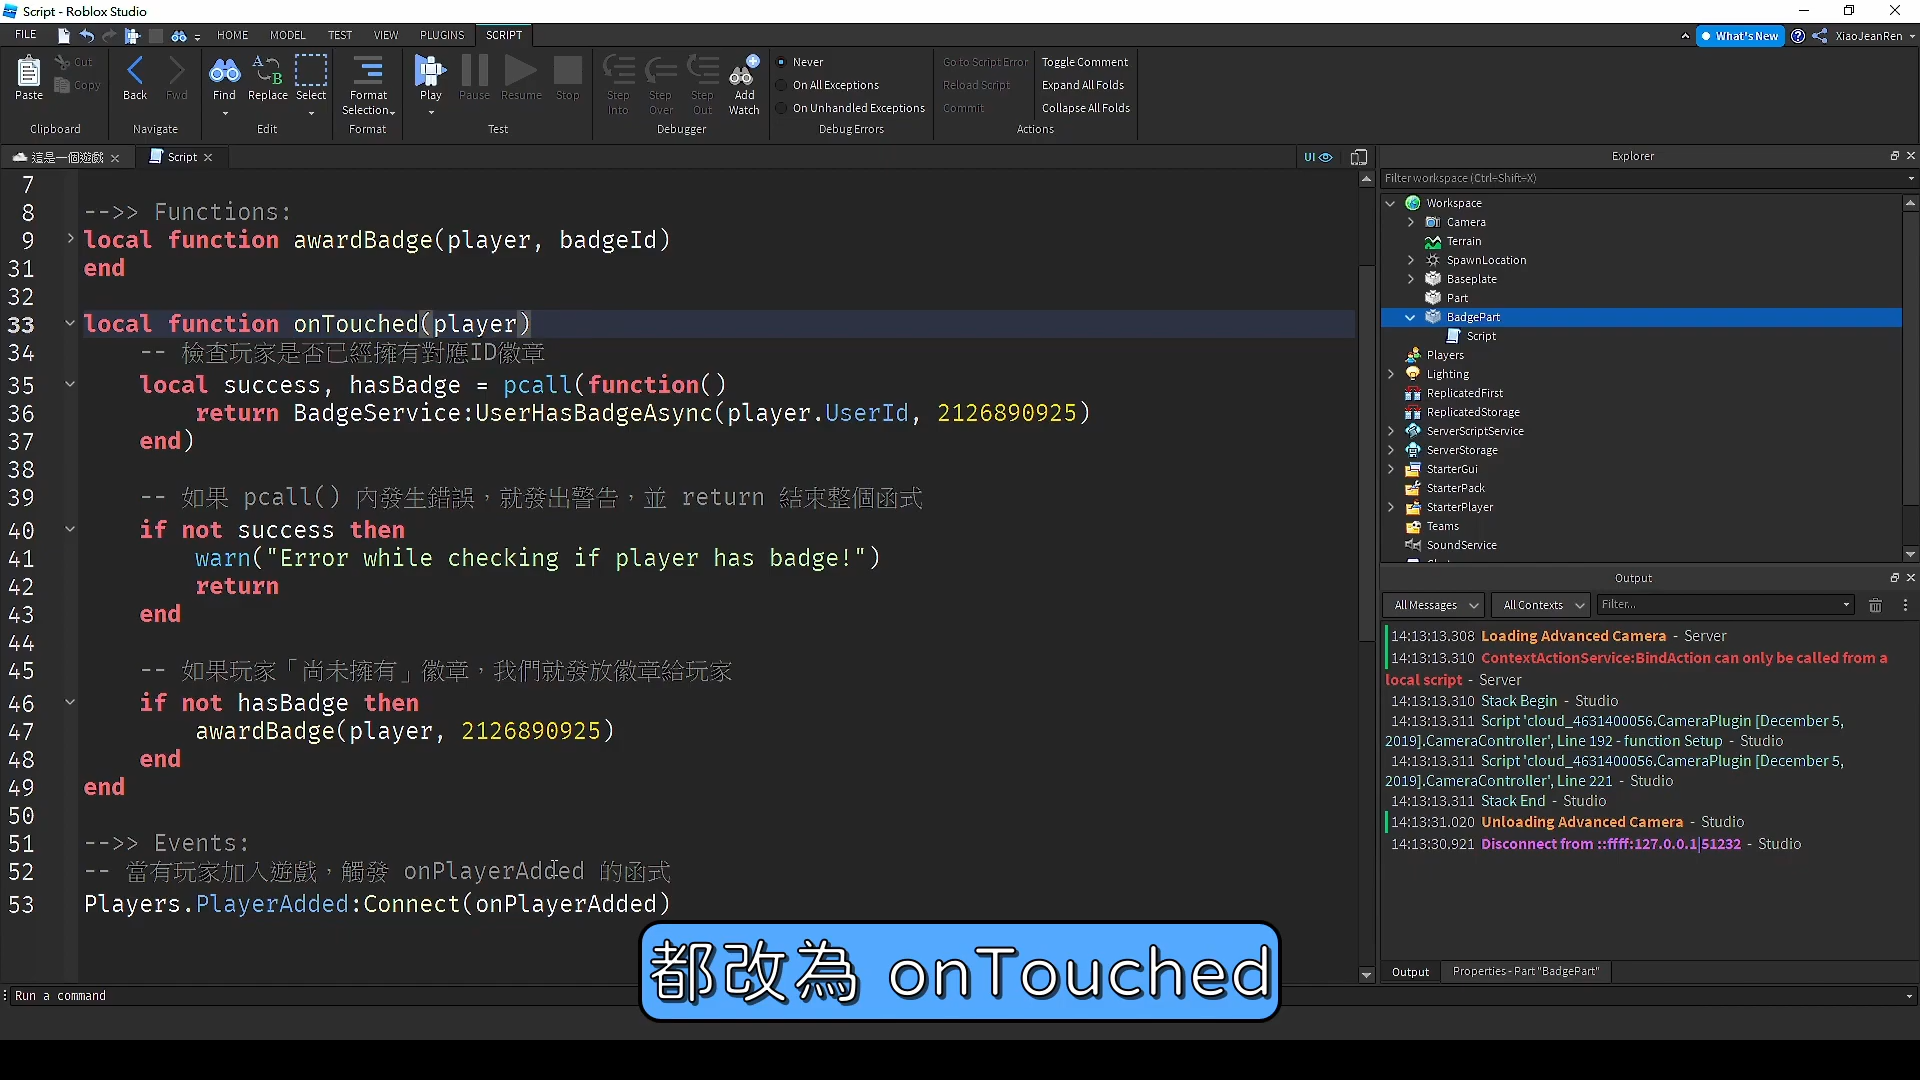 Script - Roblox Studio
FILE
HOME
MODEL
TEST
VIEW
PLUGINS
SCRIPT
What's New
XiaoJeanRen
Paste
Cut
Copy
Clipboard
Back
Fwd
Navigate
Find
Replace
Select
Edit
Format
Selection
Format
Play
Pause
Resume
Stop
Test
Step
Into
Step
Over
Step
Out
Add
Watch
Debugger
Never
On All Exceptions
On Unhandled Exceptions
Debug Errors
Go to Script Error
Reload Script
Commit
Toggle Comment
Expand All Folds
Collapse All Folds
Actions
這是一個遊戲
Script
UI
7
8 -->> Functions:
9 local function awardBadge(player, badgeId)
31 end
32
33 local function onTouched(player)
34 -- 檢查玩家是否已經擁有對應ID徽章
35 local success, hasBadge = pcall(function()
36 return BadgeService:UserHasBadgeAsync(player.UserId, 2126890925)
37 end)
38
39 -- 如果 pcall() 內發生錯誤，就發出警告，並 return 結束整個函式
40 if not success then
41 warn("Error while checking if player has badge!")
42 return
43 end
44
45 -- 如果玩家「尚未擁有」徽章，我們就發放徽章給玩家
46 if not hasBadge then
47 awardBadge(player, 2126890925)
48 end
49 end
50
51 -->> Events:
52 -- 當有玩家加入遊戲，觸發 onPlayerAdded 的函式
53 Players.PlayerAdded:Connect(onPlayerAdded)
都改為 onTouched
Run a command
Explorer
Filter workspace (Ctrl+Shift+X)
Workspace
Camera
Terrain
SpawnLocation
Baseplate
Part
BadgePart
Script
Players
Lighting
ReplicatedFirst
ReplicatedStorage
ServerScriptService
ServerStorage
StarterGui
StarterPack
StarterPlayer
Teams
SoundService
Output
All Messages
All Contexts
Filter...
14:13:13.308 Loading Advanced Camera - Server
14:13:13.310 ContextActionService:BindAction can only be called from a
local script - Server
14:13:13.310 Stack Begin - Studio
14:13:13.311 Script 'cloud_4631400056.CameraPlugin [December 5,
2019].CameraController', Line 192 - function Setup - Studio
14:13:13.311 Script 'cloud_4631400056.CameraPlugin [December 5,
2019].CameraController', Line 221 - Studio
14:13:13.311 Stack End - Studio
14:13:31.020 Unloading Advanced Camera - Studio
14:13:30.921 Disconnect from ::ffff:127.0.0.1|51232 - Studio
Output
Properties - Part "BadgePart"